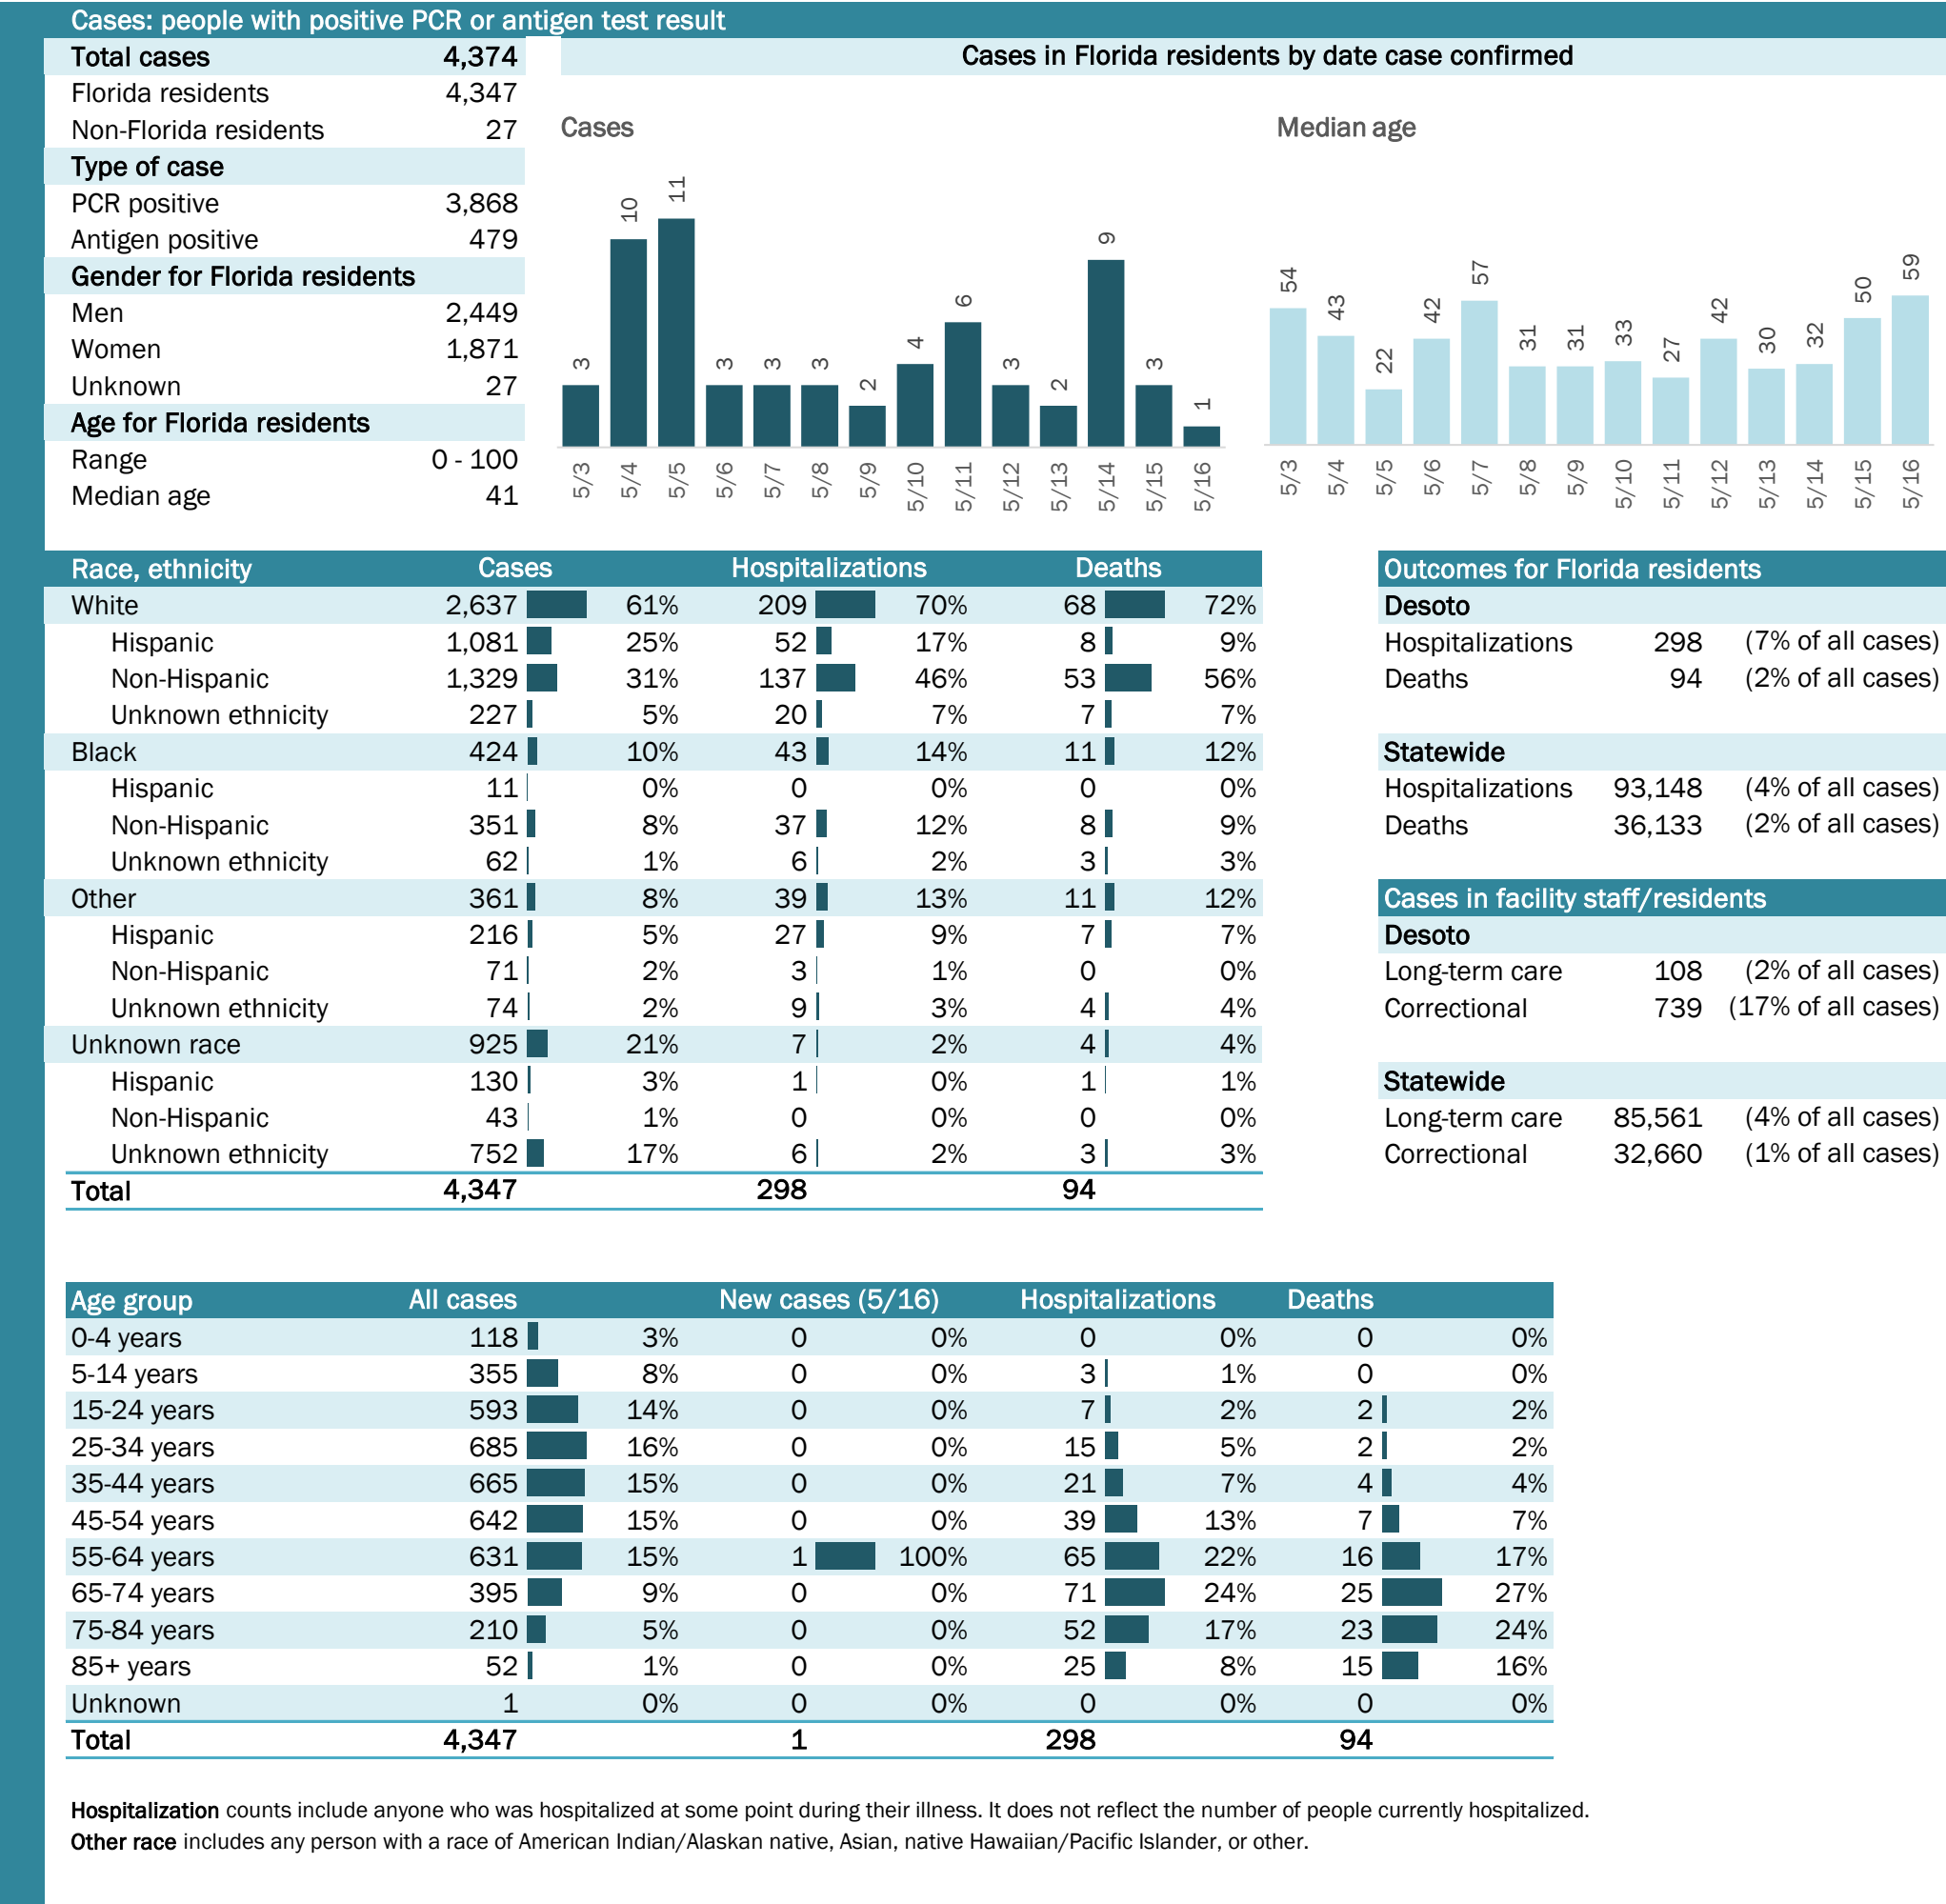 Cases: people with positive PCR or antigen test result
Total cases 4,374
Florida residents 4,347
Non-Florida residents 27
Type of case
PCR positive 3,868
Antigen positive 479
Gender for Florida residents
Men 2,449
Women 1,871
Unknown 27
Age for Florida residents
Range 0 - 100
Median age 41
Cases in Florida residents by date case confirmed
Cases
3 10 11 3 3 3 2 4 6 3 2 9 3 1
5/3 5/4 5/5 5/6 5/7 5/8 5/9 5/10 5/11 5/12 5/13 5/14 5/15 5/16
Median age
54 43 22 42 57 31 31 33 27 42 30 32 50 59
5/3 5/4 5/5 5/6 5/7 5/8 5/9 5/10 5/11 5/12 5/13 5/14 5/15 5/16
Race, ethnicity Cases Hospitalizations Deaths
White 2,637 61% 209 70% 68 72%
Hispanic 1,081 25% 52 17% 8 9%
Non-Hispanic 1,329 31% 137 46% 53 56%
Unknown ethnicity 227 5% 20 7% 7 7%
Black 424 10% 43 14% 11 12%
Hispanic 11 0% 0 0% 0 0%
Non-Hispanic 351 8% 37 12% 8 9%
Unknown ethnicity 62 1% 6 2% 3 3%
Other 361 8% 39 13% 11 12%
Hispanic 216 5% 27 9% 7 7%
Non-Hispanic 71 2% 3 1% 0 0%
Unknown ethnicity 74 2% 9 3% 4 4%
Unknown race 925 21% 7 2% 4 4%
Hispanic 130 3% 1 0% 1 1%
Non-Hispanic 43 1% 0 0% 0 0%
Unknown ethnicity 752 17% 6 2% 3 3%
Total 4,347 298 94
Outcomes for Florida residents
Desoto
Hospitalizations 298 (7% of all cases)
Deaths 94 (2% of all cases)
Statewide
Hospitalizations 93,148 (4% of all cases)
Deaths 36,133 (2% of all cases)
Cases in facility staff/residents
Desoto
Long-term care 108 (2% of all cases)
Correctional 739 (17% of all cases)
Statewide
Long-term care 85,561 (4% of all cases)
Correctional 32,660 (1% of all cases)
Age group All cases New cases (5/16) Hospitalizations Deaths
0-4 years 118 3% 0 0% 0 0% 0 0%
5-14 years 355 8% 0 0% 3 1% 0 0%
15-24 years 593 14% 0 0% 7 2% 2 2%
25-34 years 685 16% 0 0% 15 5% 2 2%
35-44 years 665 15% 0 0% 21 7% 4 4%
45-54 years 642 15% 0 0% 39 13% 7 7%
55-64 years 631 15% 1 100% 65 22% 16 17%
65-74 years 395 9% 0 0% 71 24% 25 27%
75-84 years 210 5% 0 0% 52 17% 23 24%
85+ years 52 1% 0 0% 25 8% 15 16%
Unknown 1 0% 0 0% 0 0% 0 0%
Total 4,347 1 298 94
Hospitalization counts include anyone who was hospitalized at some point during their illness. It does not reflect the number of people currently hospitalized.
Other race includes any person with a race of American Indian/Alaskan native, Asian, native Hawaiian/Pacific Islander, or other.